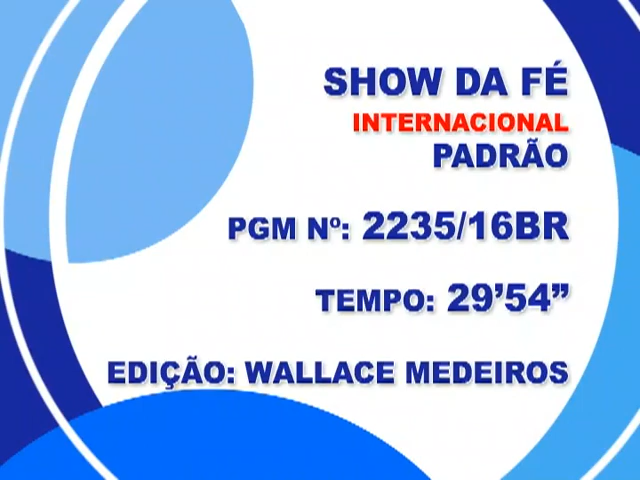 SHOW DA FÉ
INTERNACIONAL
PADRÃO
PGM Nº: 2235/16BR
TEMPO: 29’54”
EDIÇÃO: WALLACE MEDEIROS